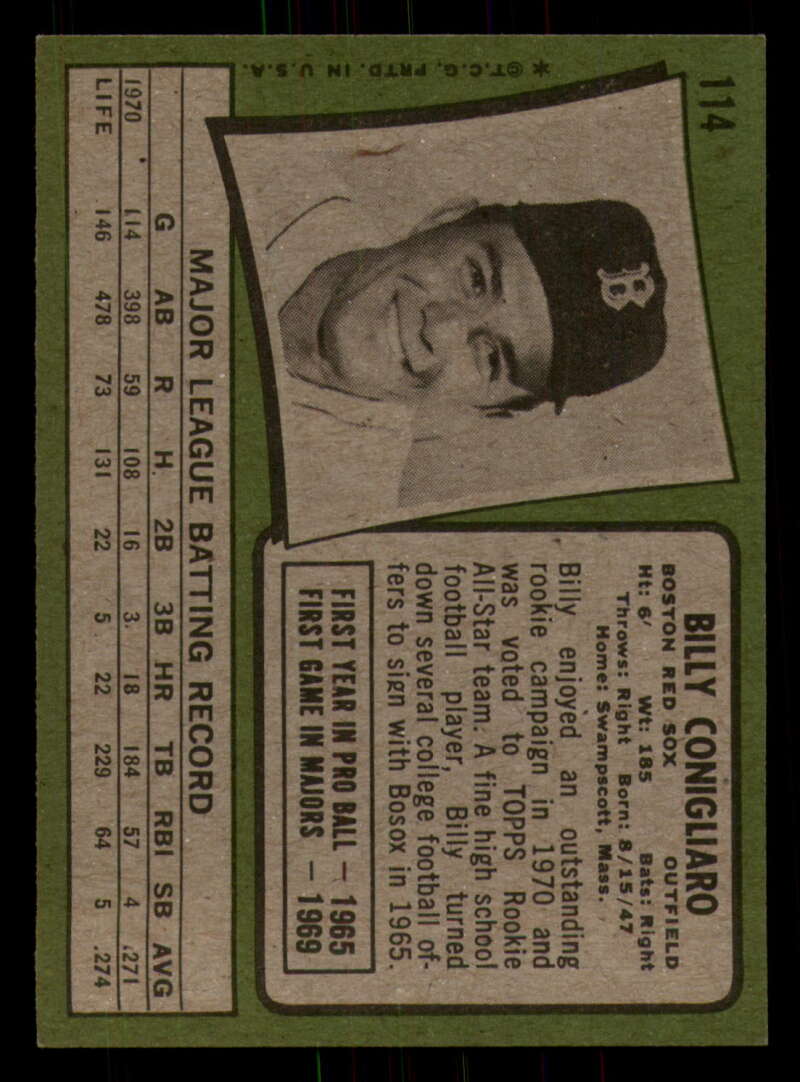 114
* ©T.C.G. PRTD. IN U.S.A.
B
BILLY CONIGLIARO
BOSTON RED SOX OUTFIELD
Ht: 6' Wt: 185 Bats: Right
Throws: Right Born: 8/15/47
Home: Swampscott, Mass.
Billy enjoyed an outstanding
rookie campaign in 1970 and
was voted to TOPPS Rookie
All-Star team. A fine high school
football player, Billy turned
down several college football of-
fers to sign with Bosox in 1965.
FIRST YEAR IN PRO BALL — 1965
FIRST GAME IN MAJORS — 1969
MAJOR LEAGUE BATTING RECORD
G AB R H. 2B 3B HR TB RBI SB AVG
1970 114 398 59 108 16 3 18 184 57 4 .271
LIFE 146 478 73 131 22 5 22 229 64 5 .274